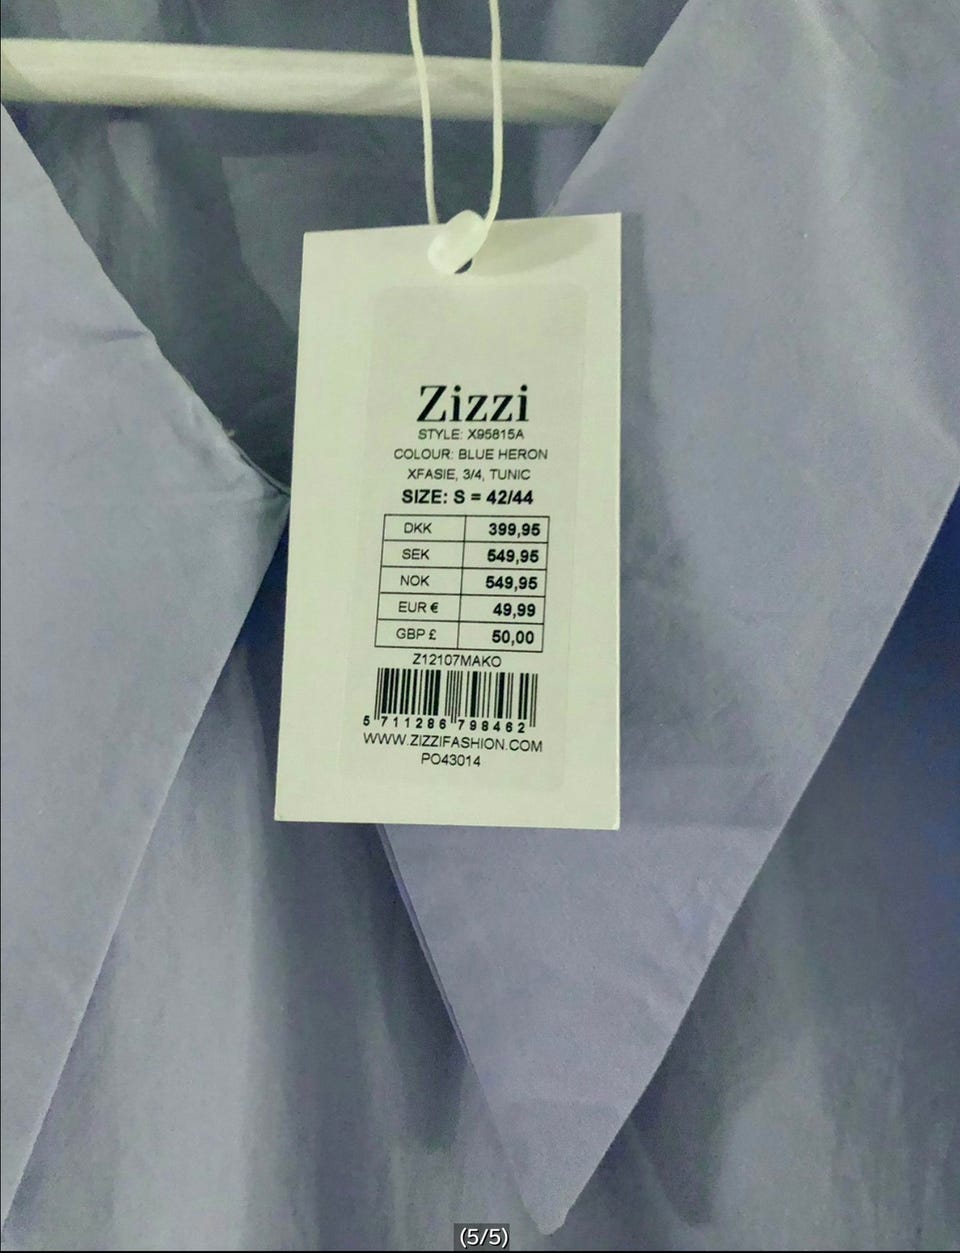 Zizzi
STYLE: X95815A
COLOUR: BLUE HERON
XFASIE, 3/4, TUNIC
SIZE: S = 42/44
DKK 399,95
SEK 549,95
NOK 549,95
EUR € 49,99
GBP £ 50,00
Z12107MAKO
5 711286 798462
WWW.ZIZZIFASHION.COM
PO43014
(5/5)